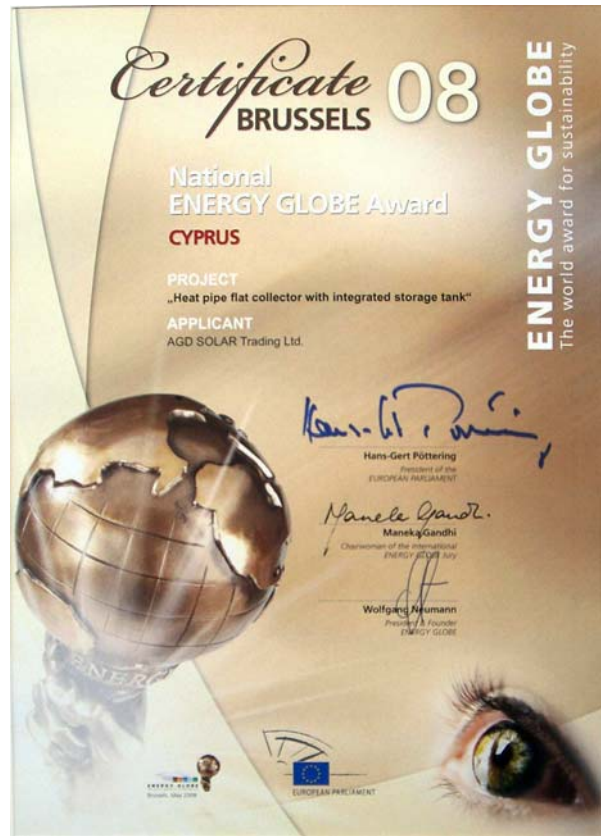 Certificate 08
BRUSSELS
ENERGY GLOBE
The world award for sustainability
National
ENERGY GLOBE Award
CYPRUS
PROJECT
„Heat pipe flat collector with integrated storage tank“
APPLICANT
AGD SOLAR Trading Ltd.
Hans-Gert Pöttering
President of the
EUROPEAN PARLIAMENT
Maneka Gandhi
Maneka Gandhi
Chairwoman of the international
ENERGY GLOBE Jury
Wolfgang Neumann
President & Founder
ENERGY GLOBE
ENERG
ENERGY GLOBE
Brussels, May 2008
EUROPEAN PARLIAMENT